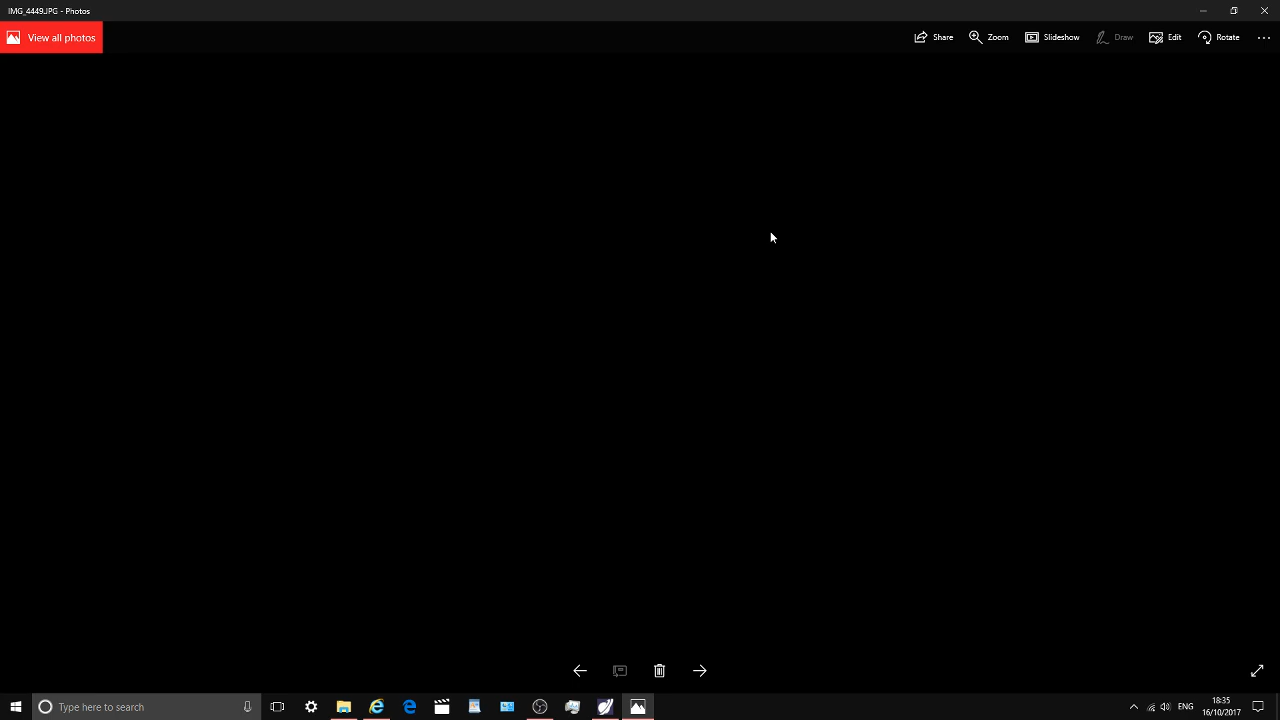 IMG_4449.JPG - Photos
View all photos
Share Zoom Slideshow Draw Edit Rotate
Type here to search
ENG
18:35
16/10/2017